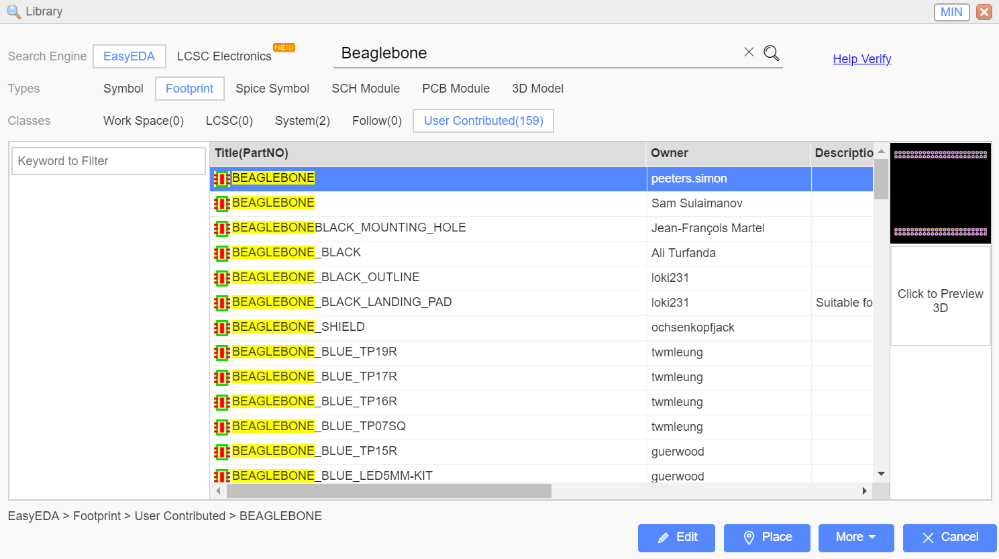 Library MIN
Search Engine EasyEDA LCSC Electronics NEW Beaglebone Help Verify
Types Symbol Footprint Spice Symbol SCH Module PCB Module 3D Model
Classes Work Space(0) LCSC(0) System(2) Follow(0) User Contributed(159)
Keyword to Filter
Title(PartNO) Owner Descriptio
BEAGLEBONE peeters.simon
BEAGLEBONE Sam Sulaimanov
BEAGLEBONEBLACK_MOUNTING_HOLE Jean-François Martel
BEAGLEBONE_BLACK Ali Turfanda
BEAGLEBONE_BLACK_OUTLINE loki231
BEAGLEBONE_BLACK_LANDING_PAD loki231 Suitable fo
BEAGLEBONE_SHIELD ochsenkopfjack
BEAGLEBONE_BLUE_TP19R twmleung
BEAGLEBONE_BLUE_TP17R twmleung
BEAGLEBONE_BLUE_TP16R twmleung
BEAGLEBONE_BLUE_TP07SQ twmleung
BEAGLEBONE_BLUE_TP15R guerwood
BEAGLEBONE_BLUE_LED5MM-KIT guerwood
Click to Preview
3D
EasyEDA > Footprint > User Contributed > BEAGLEBONE
Edit Place More Cancel